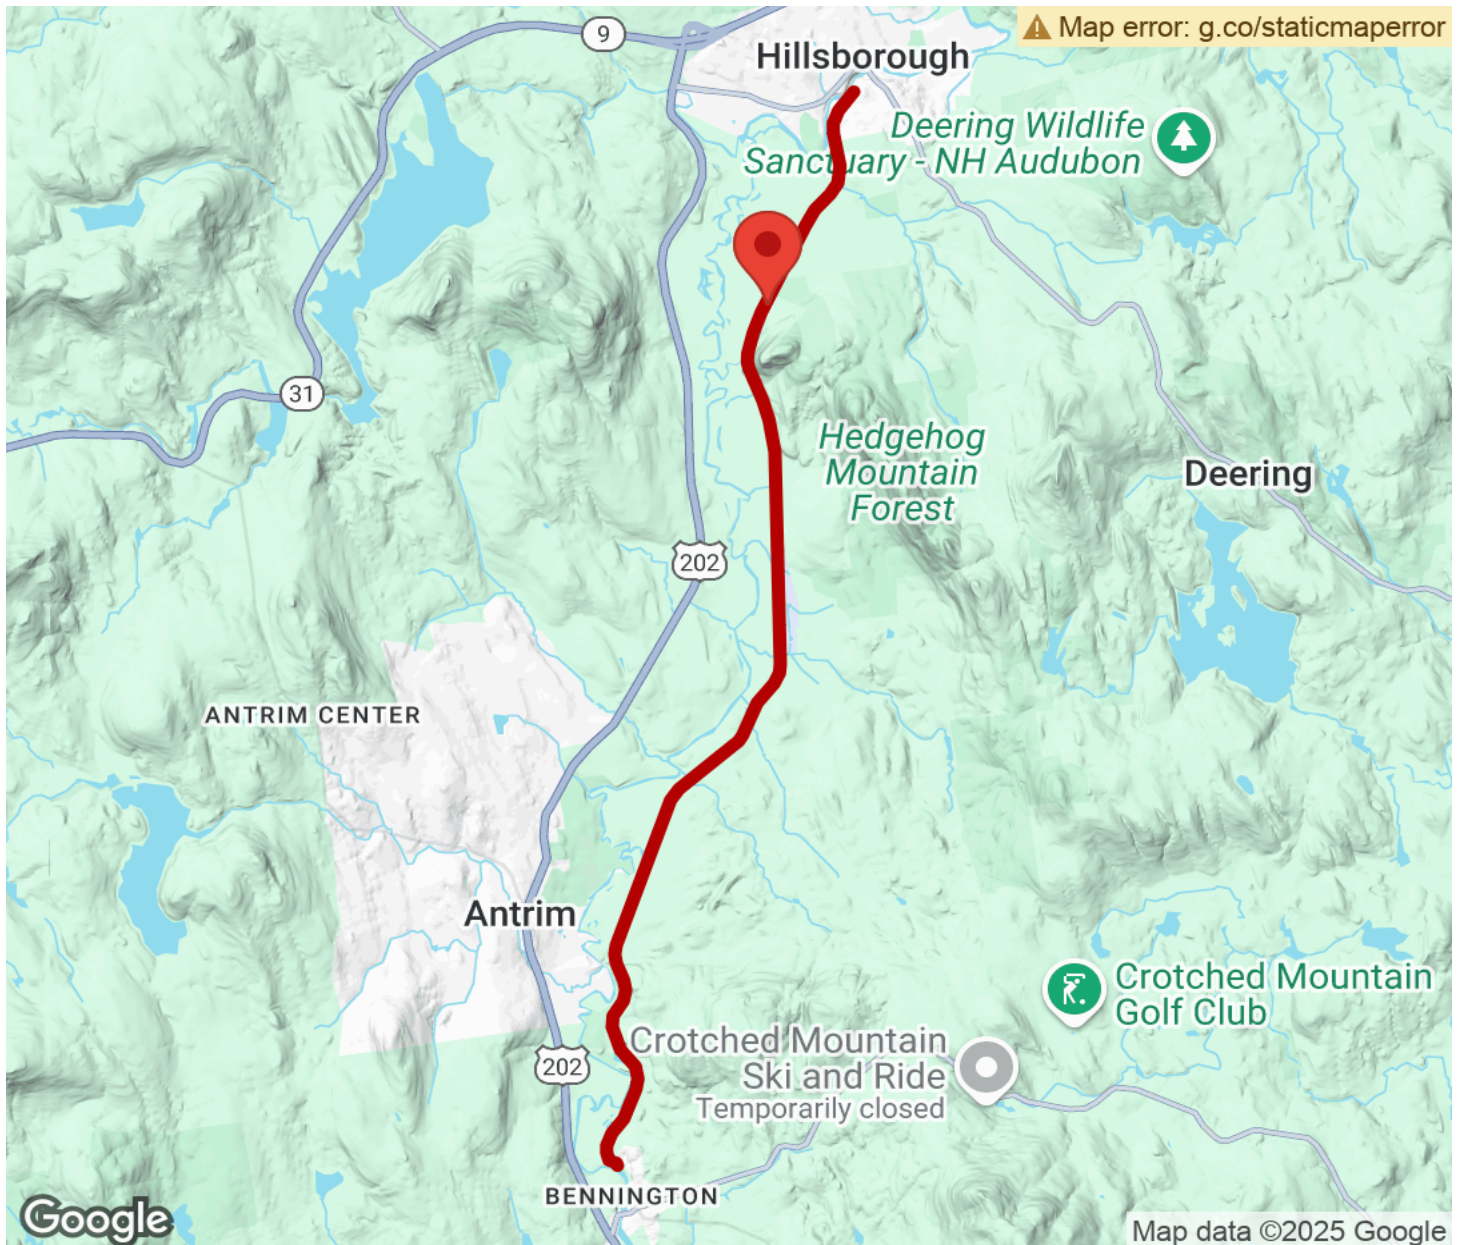 Map error: g.co/staticmaperror
9
Hillsborough
Deering Wildlife
Sanctuary - NH Audubon
31
Hedgehog
Mountain
Forest
Deering
202
ANTRIM CENTER
Antrim
Crotched Mountain
Golf Club
Crotched Mountain
Ski and Ride
Temporarily closed
202
BENNINGTON
Google
Map data ©2025 Google